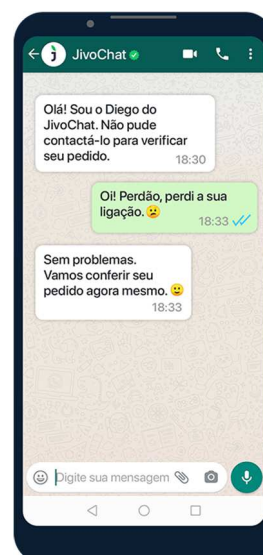 JivoChat
Olá! Sou o Diego do
JivoChat. Não pude
contactá-lo para verificar
seu pedido.
18:30
Oi! Perdão, perdi a sua
ligação. 😟
18:33
Sem problemas.
Vamos conferir seu
pedido agora mesmo. 🙂
18:33
Digite sua mensagem